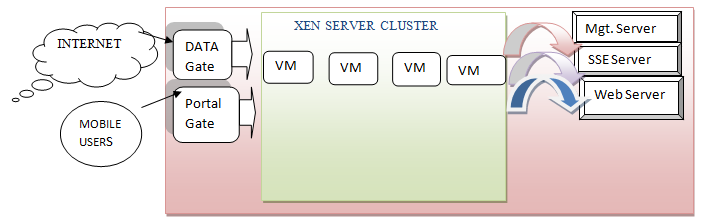 INTERNET
DATA
Gate
Portal
Gate
MOBILE
USERS
XEN SERVER CLUSTER
VM
VM
VM
VM
Mgt. Server
SSE Server
Web Server